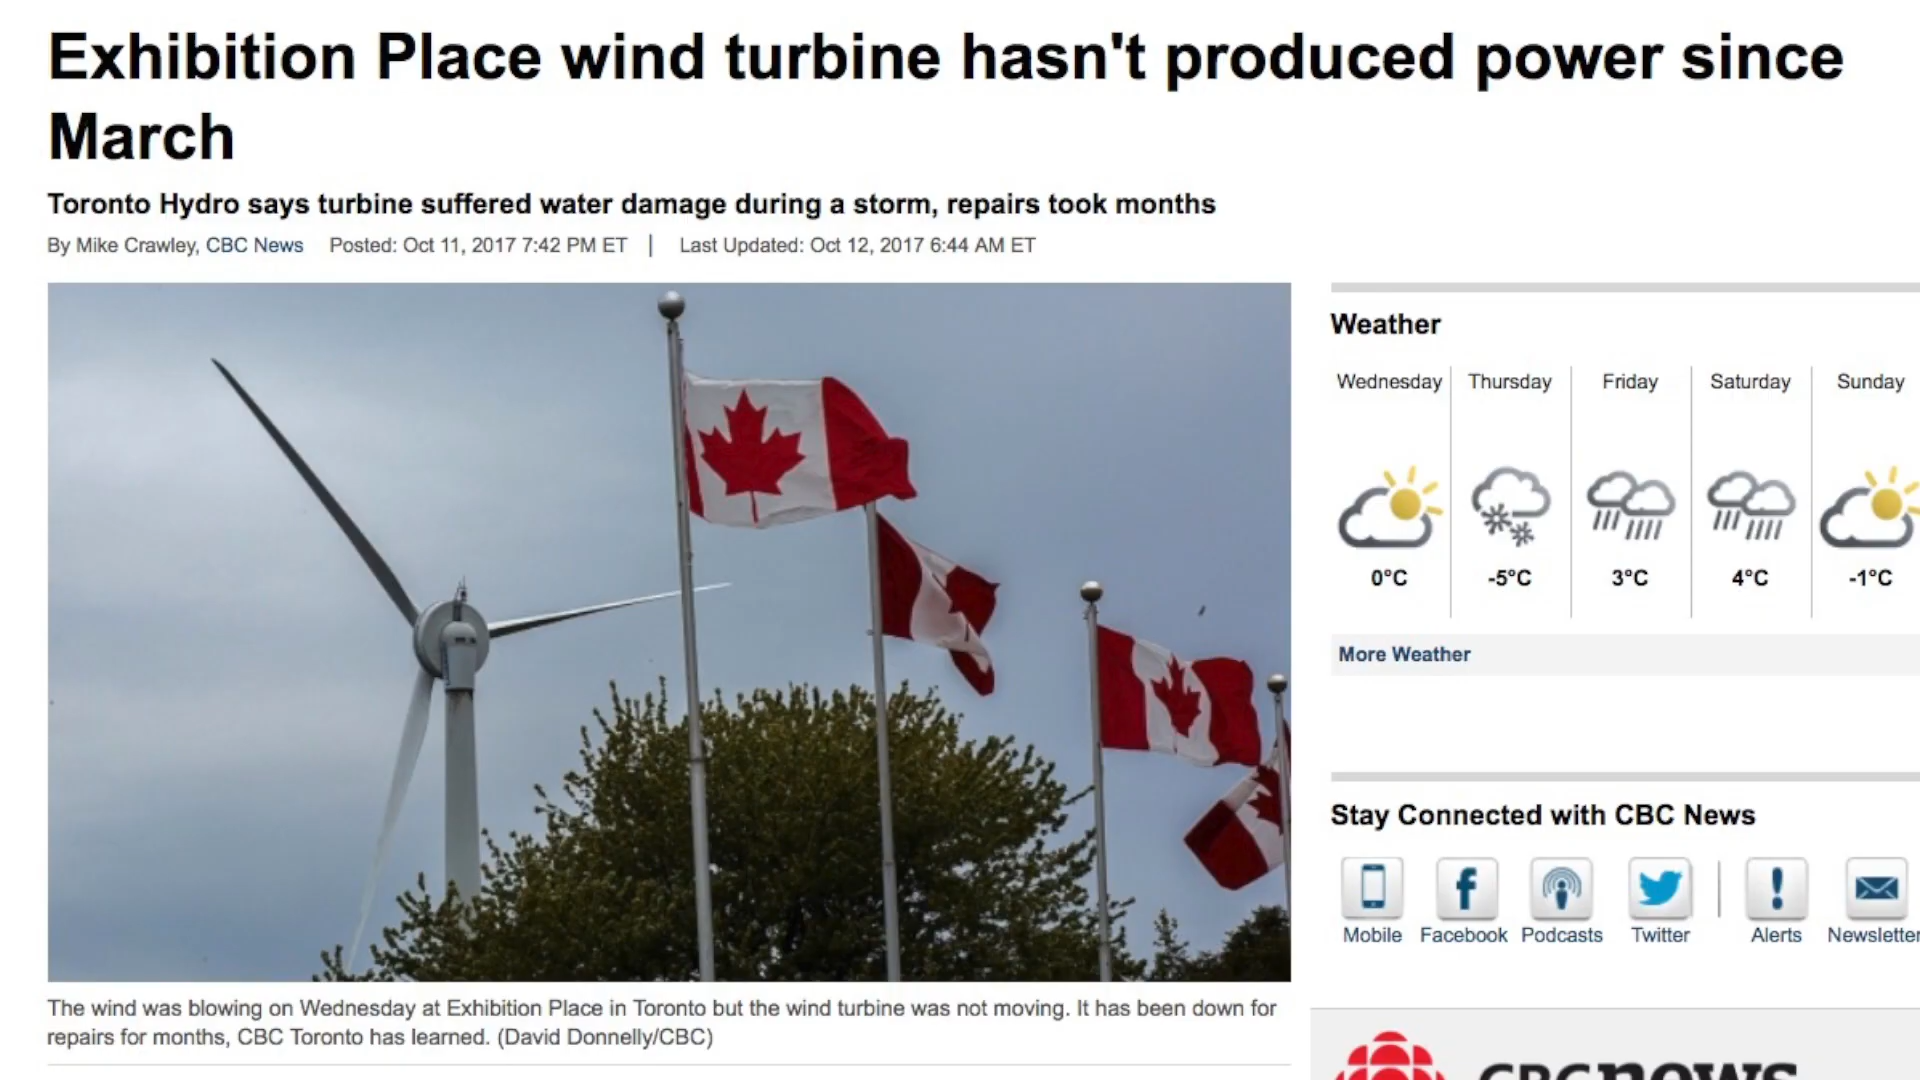 Exhibition Place wind turbine hasn't produced power since
March
Toronto Hydro says turbine suffered water damage during a storm, repairs took months
By Mike Crawley, CBC News Posted: Oct 11, 2017 7:42 PM ET | Last Updated: Oct 12, 2017 6:44 AM ET
Weather
Wednesday Thursday Friday Saturday Sunday
0°C -5°C 3°C 4°C -1°C
More Weather
Stay Connected with CBC News
Mobile Facebook Podcasts Twitter Alerts Newsletter
The wind was blowing on Wednesday at Exhibition Place in Toronto but the wind turbine was not moving. It has been down for
repairs for months, CBC Toronto has learned. (David Donnelly/CBC)
CBCnews